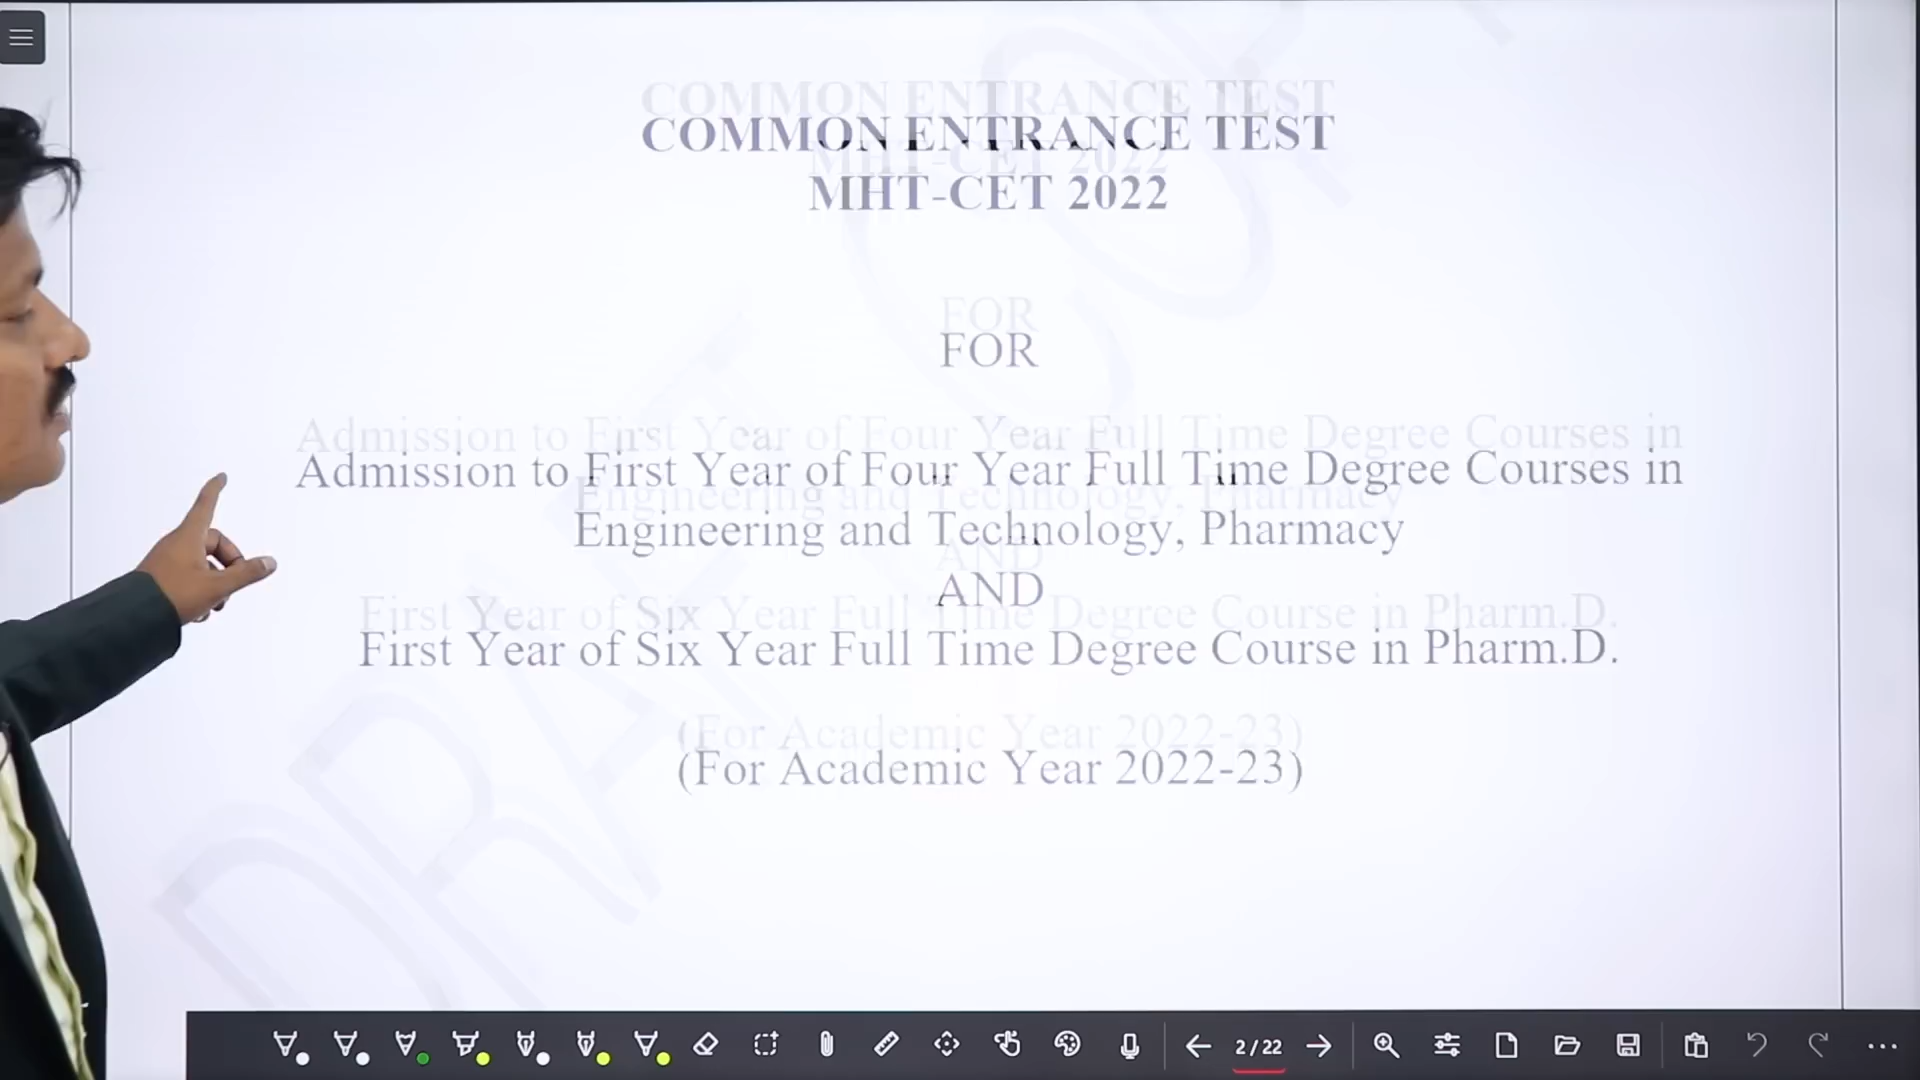 COMMON ENTRANCE TEST
MHT-CET 2022
FOR
Admission to First Year of Four Year Full Time Degree Courses in
Engineering and Technology, Pharmacy
AND
First Year of Six Year Full Time Degree Course in Pharm.D.
(For Academic Year 2022-23)
DRAFT COPY
2 / 22